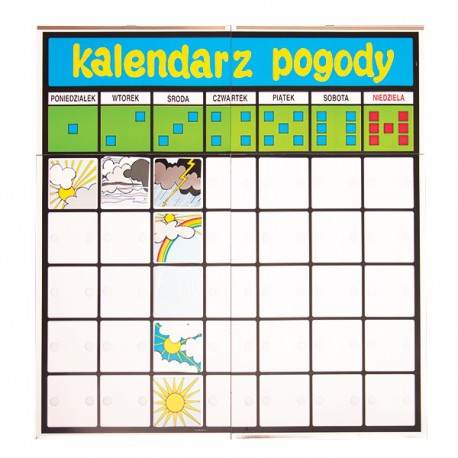 kalendarz pogody
PONIEDZIAŁEK WTOREK ŚRODA CZWARTEK PIĄTEK SOBOTA NIEDZIELA